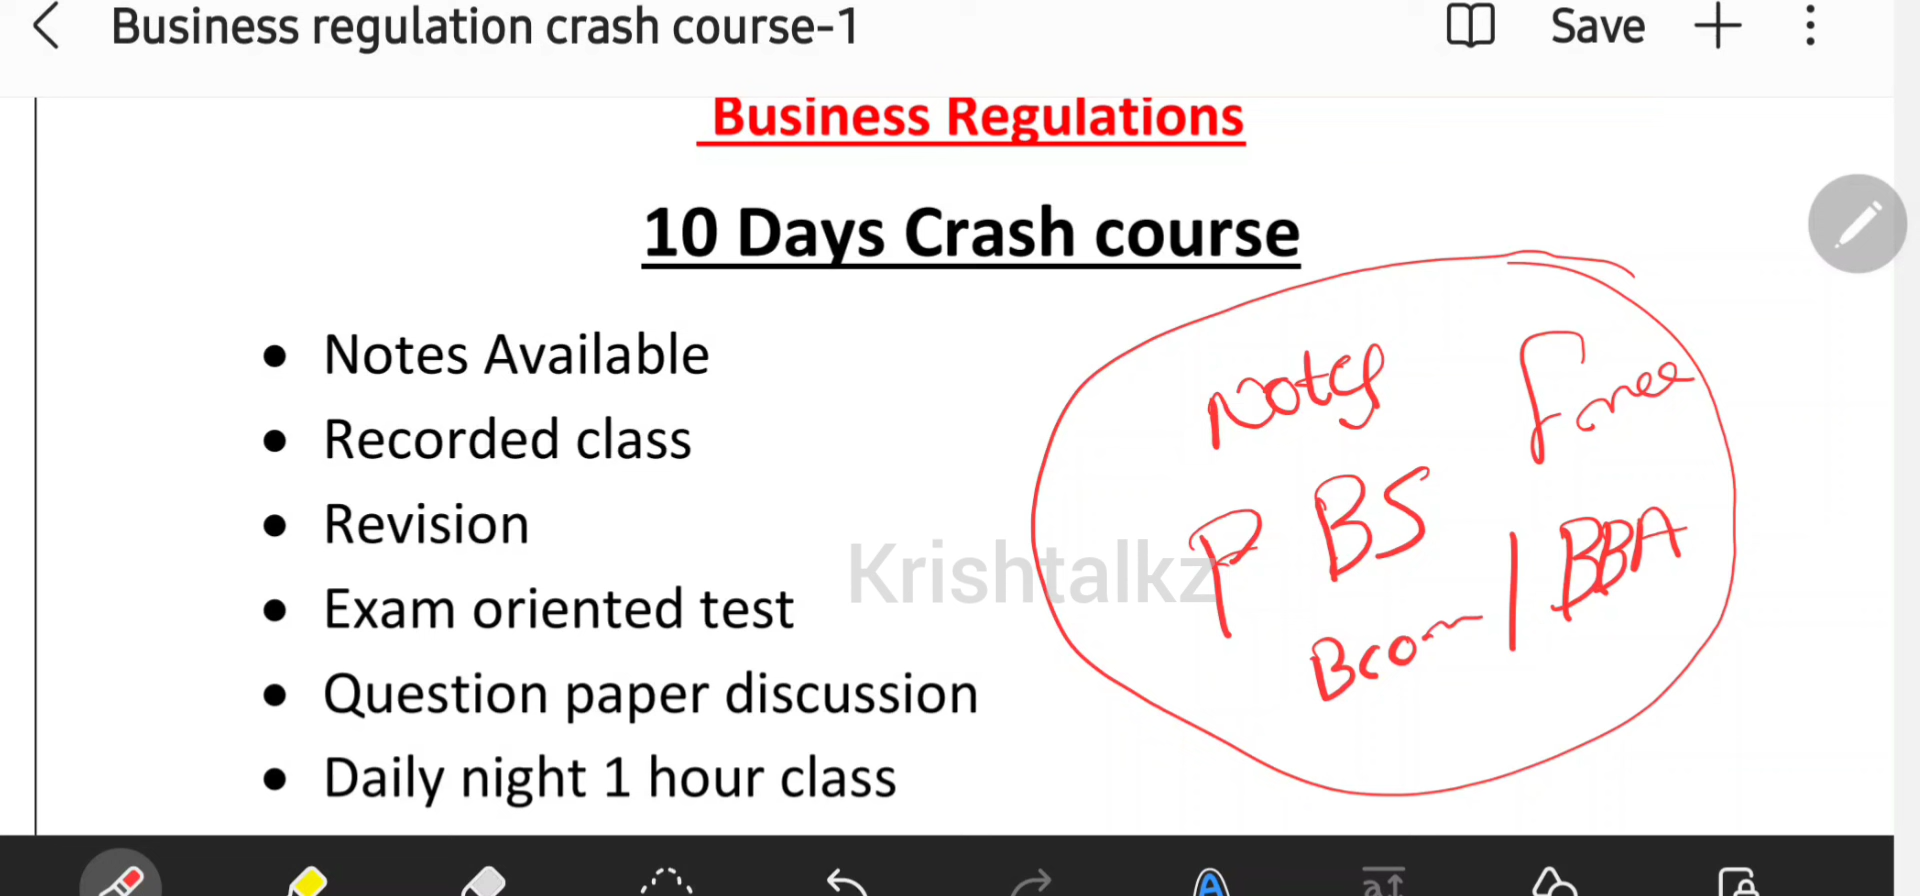 Business regulation crash course-1
Save
Business Regulations
10 Days Crash course
• Notes Available
• Recorded class
• Revision
• Exam oriented test
• Question paper discussion
• Daily night 1 hour class
Notes Free
P BS
Bcom | BBA
Krishtalkz
A
a